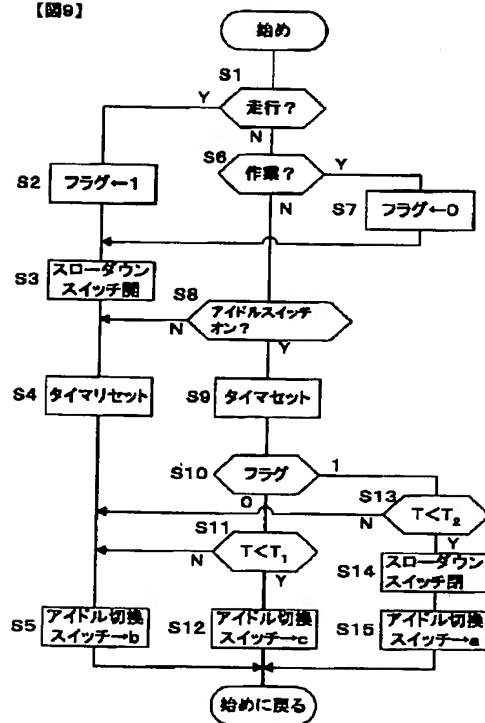 【図9】
始め
S1
走行？
Y
N
S6
作業？
Y
N
S2
フラグ←1
S7
フラグ←0
S3
スローダウン
スイッチ開
S8
アイドルスイッチ
オン？
N
Y
S4
タイマリセット
S9
タイマセット
S10
フラグ
1
0
S13
T<T₂
N
Y
S11
T<T₁
N
Y
S14
スローダウン
スイッチ閉
S5
アイドル切換
スイッチ→b
S12
アイドル切換
スイッチ→c
S15
アイドル切換
スイッチ→a
始めに戻る